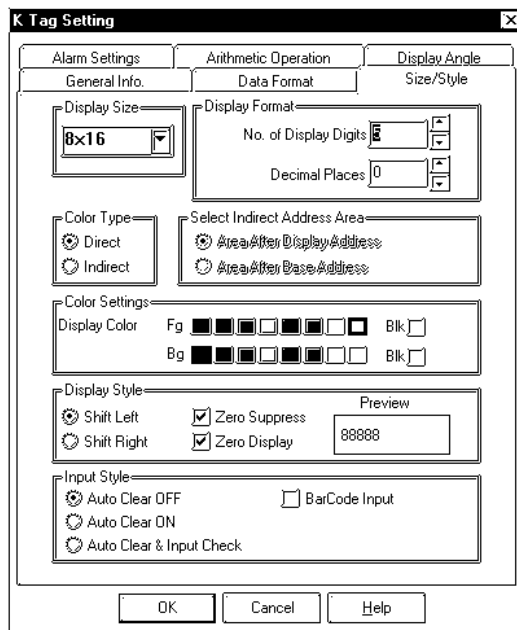 K Tag Setting
Alarm Settings Arithmetic Operation Display Angle
General Info. Data Format Size/Style
Display Size Display Format
8×16 No. of Display Digits
Decimal Places 0
Color Type Select Indirect Address Area
Direct Area After Display Address
Indirect Area After Base Address
Color Settings
Display Color Fg Blk
Bg Blk
Display Style
Preview
Shift Left Zero Suppress
88888
Shift Right Zero Display
Input Style
Auto Clear OFF BarCode Input
Auto Clear ON
Auto Clear & Input Check
OK Cancel Help